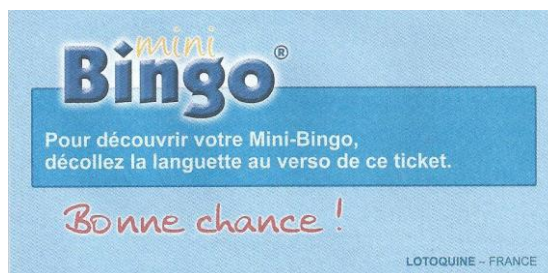 mini
Bingo®
Pour découvrir votre Mini-Bingo,
décollez la languette au verso de ce ticket.
Bonne chance !
LOTOQUINE – FRANCE